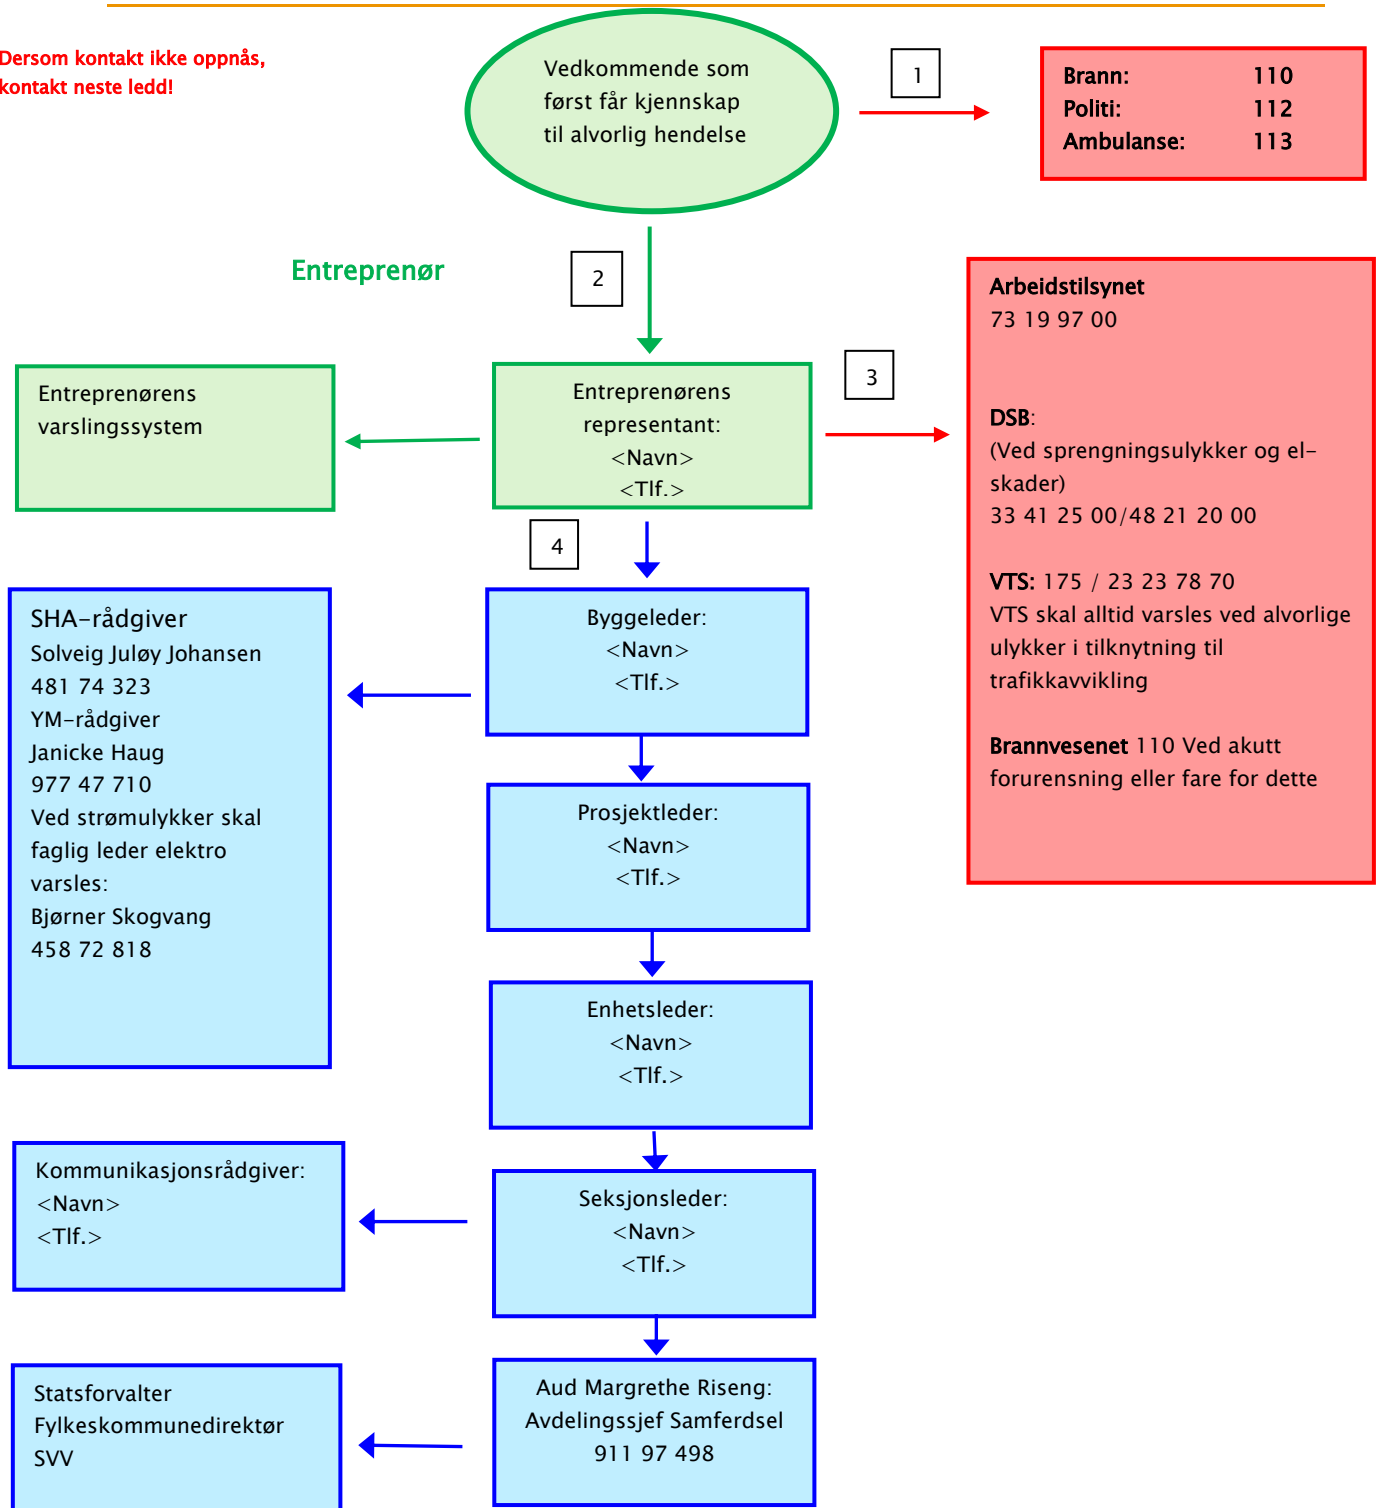 Dersom kontakt ikke oppnås,
kontakt neste ledd!
Vedkommende som
først får kjennskap
til alvorlig hendelse
1
Brann: 110
Politi: 112
Ambulanse: 113
Entreprenør
2
Arbeidstilsynet
73 19 97 00
DSB:
(Ved sprengningsulykker og el-
skader)
33 41 25 00/48 21 20 00
VTS: 175 / 23 23 78 70
VTS skal alltid varsles ved alvorlige
ulykker i tilknytning til
trafikkavvikling
Brannvesenet 110 Ved akutt
forurensning eller fare for dette
3
Entreprenørens
varslingssystem
Entreprenørens
representant:
<Navn>
<Tlf.>
4
SHA-rådgiver
Solveig Juløy Johansen
481 74 323
YM-rådgiver
Janicke Haug
977 47 710
Ved strømulykker skal
faglig leder elektro
varsles:
Bjørner Skogvang
458 72 818
Byggeleder:
<Navn>
<Tlf.>
Prosjektleder:
<Navn>
<Tlf.>
Enhetsleder:
<Navn>
<Tlf.>
Kommunikasjonsrådgiver:
<Navn>
<Tlf.>
Seksjonsleder:
<Navn>
<Tlf.>
Statsforvalter
Fylkeskommunedirektør
SVV
Aud Margrethe Riseng:
Avdelingssjef Samferdsel
911 97 498